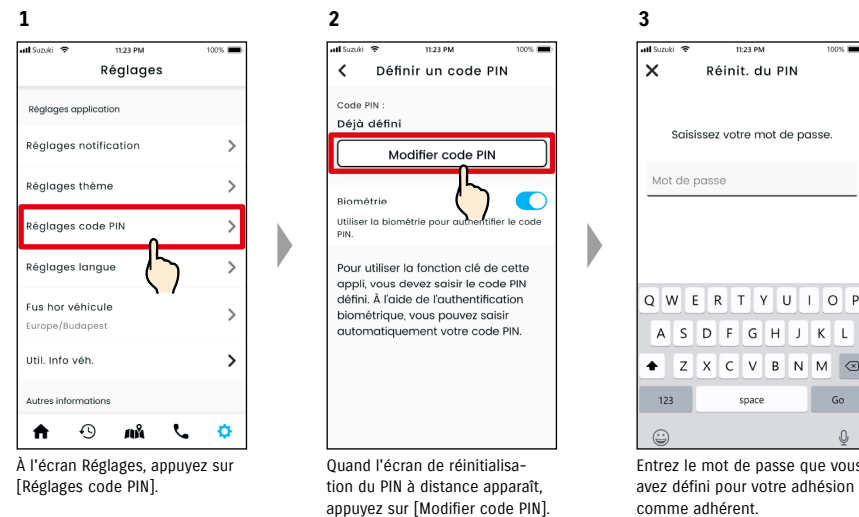 1
Suzuki 11:23 PM 100%
Réglages
Réglages application
Réglages notification
Réglages thème
Réglages code PIN
Réglages langue
Fus hor véhicule
Europe/Budapest
Util. Info véh.
Autres informations
À l'écran Réglages, appuyez sur
[Réglages code PIN].
2
Suzuki 11:23 PM 100%
Définir un code PIN
Code PIN :
Déjà défini
Modifier code PIN
Biométrie
Utiliser la biométrie pour authentifier le code
PIN.
Pour utiliser la fonction clé de cette
appli, vous devez saisir le code PIN
défini. À l'aide de l'authentification
biométrique, vous pouvez saisir
automatiquement votre code PIN.
Quand l'écran de réinitialisa-
tion du PIN à distance apparaît,
appuyez sur [Modifier code PIN].
3
Suzuki 11:23 PM 100%
Réinit. du PIN
Saisissez votre mot de passe.
Mot de passe
Q W E R T Y U I O P
A S D F G H J K L
Z X C V B N M
123 space Go
Entrez le mot de passe que vous
avez défini pour votre adhésion
comme adhérent.